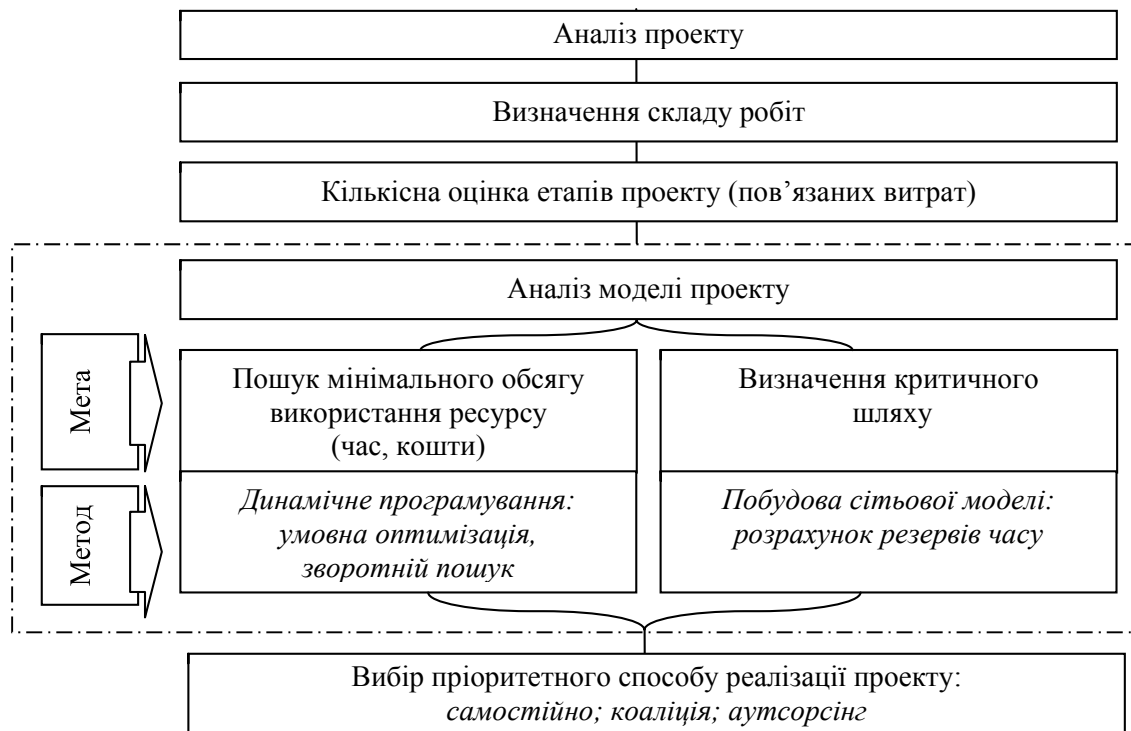 Аналіз проекту
Визначення складу робіт
Кількісна оцінка етапів проекту (пов’язаних витрат)
Аналіз моделі проекту
Мета
Пошук мінімального обсягу
використання ресурсу
(час, кошти)
Визначення критичного
шляху
Метод
Динамічне програмування:
умовна оптимізація,
зворотній пошук
Побудова сітьової моделі:
розрахунок резервів часу
Вибір пріоритетного способу реалізації проекту:
самостійно; коаліція; аутсорсінг